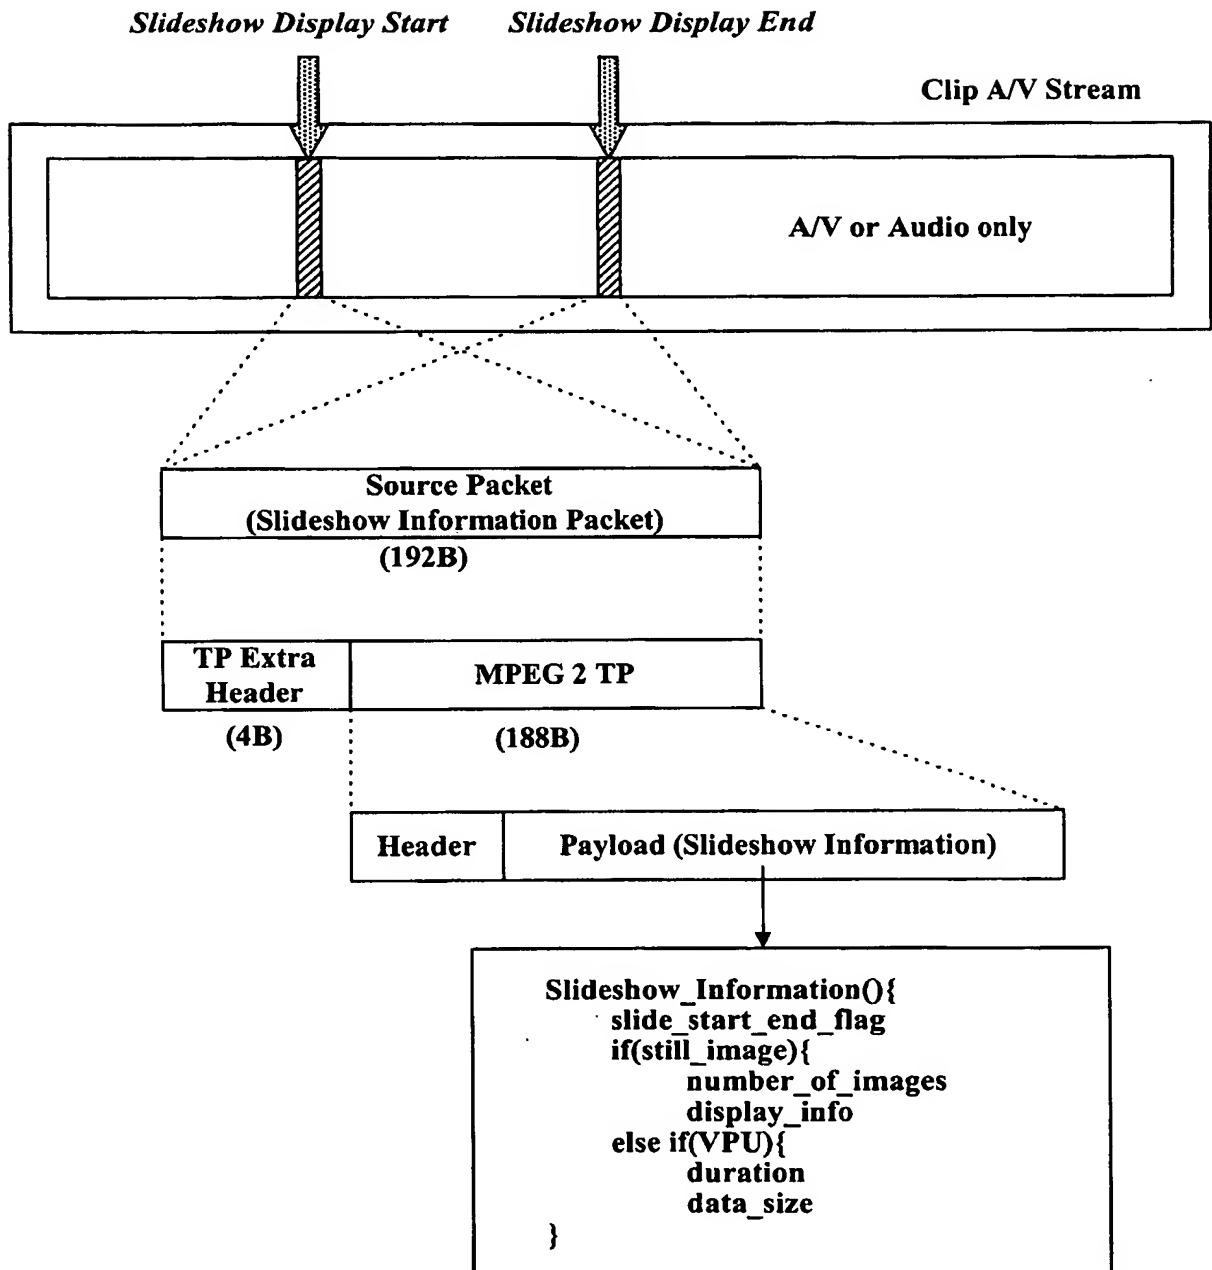 Slideshow Display Start
Slideshow Display End
Clip A/V Stream
A/V or Audio only
Source Packet
(Slideshow Information Packet)
(192B)
TP Extra
Header
MPEG 2 TP
(4B)
(188B)
Header
Payload (Slideshow Information)
Slideshow_Information(){
slide_start_end_flag
if(still_image){
number_of_images
display_info
else if(VPU){
duration
data_size
}